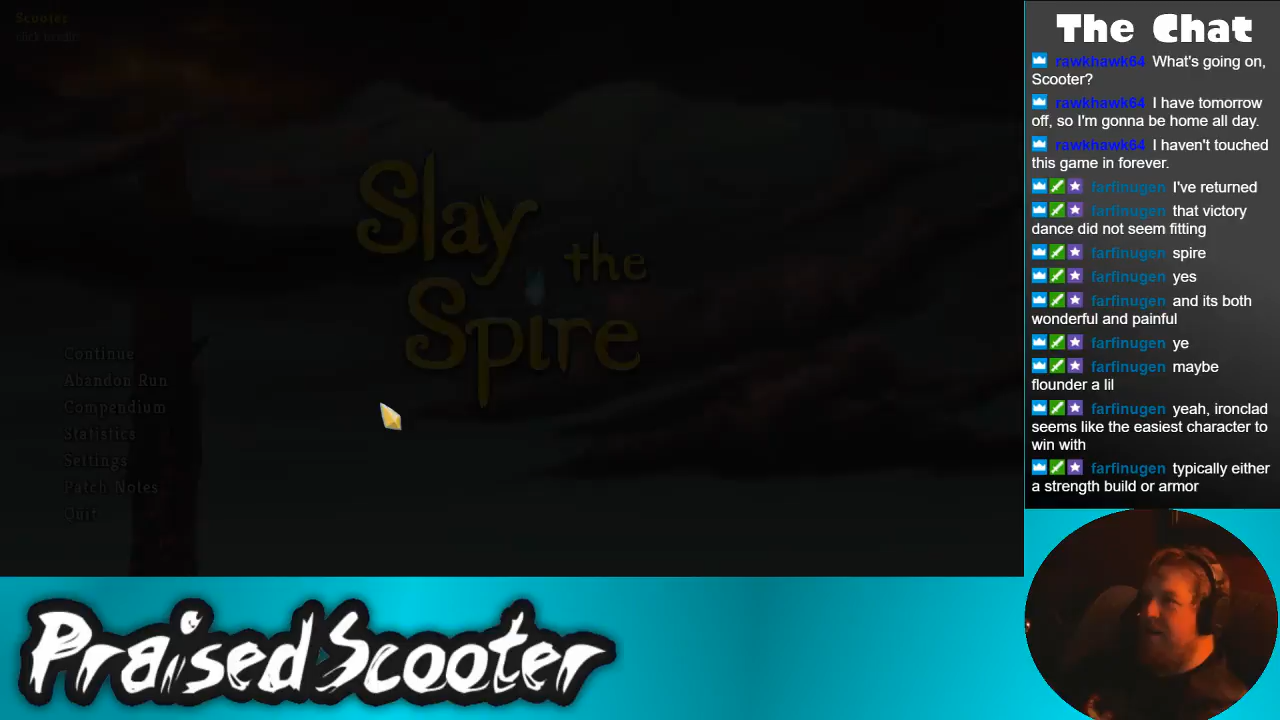 Scooter
Slay
the
Spire
Continue
Abandon Run
Compendium
Statistics
Settings
Patch Notes
Quit
The Chat
rawkhawk64 What's going on,
Scooter?
rawkhawk64 I have tomorrow
off, so I'm gonna be home all day.
rawkhawk64 I haven't touched
this game in forever.
farfinugen I've returned
farfinugen that victory
dance did not seem fitting
farfinugen spire
farfinugen yes
farfinugen and its both
wonderful and painful
farfinugen ye
farfinugen maybe
flounder a lil
farfinugen yeah, ironclad
seems like the easiest character to
win with
farfinugen typically either
a strength build or armor
PraisedScooter